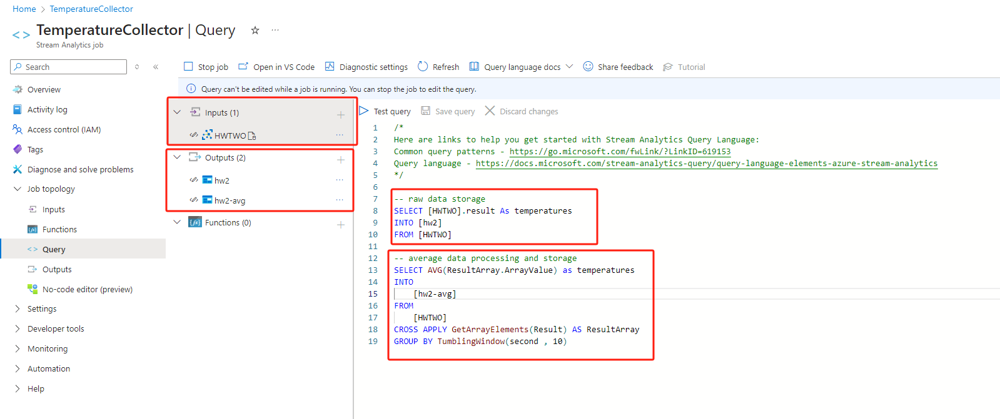 Home > TemperatureCollector
TemperatureCollector | Query
Stream Analytics job
Search
Overview
Activity log
Access control (IAM)
Tags
Diagnose and solve problems
Job topology
Inputs
Functions
Query
Outputs
No-code editor (preview)
Settings
Developer tools
Monitoring
Automation
Help
Stop job Open in VS Code Diagnostic settings Refresh Query language docs Share feedback Tutorial
Query can't be edited while a job is running. You can stop the job to edit the query.
Inputs (1)
HWTWO
Outputs (2)
hw2
hw2-avg
Functions (0)
Test query Save query Discard changes
1 /*
2 Here are links to help you get started with Stream Analytics Query Language:
3 Common query patterns - https://go.microsoft.com/fwLink/?LinkID=619153
4 Query language - https://docs.microsoft.com/stream-analytics-query/query-language-elements-azure-stream-analytics
5 */
6
7 -- raw data storage
8 SELECT [HWTWO].result As temperatures
9 INTO [hw2]
10 FROM [HWTWO]
11
12 -- average data processing and storage
13 SELECT AVG(ResultArray.ArrayValue) as temperatures
14 INTO
15 [hw2-avg]
16 FROM
17 [HWTWO]
18 CROSS APPLY GetArrayElements(Result) AS ResultArray
19 GROUP BY TumblingWindow(second , 10)